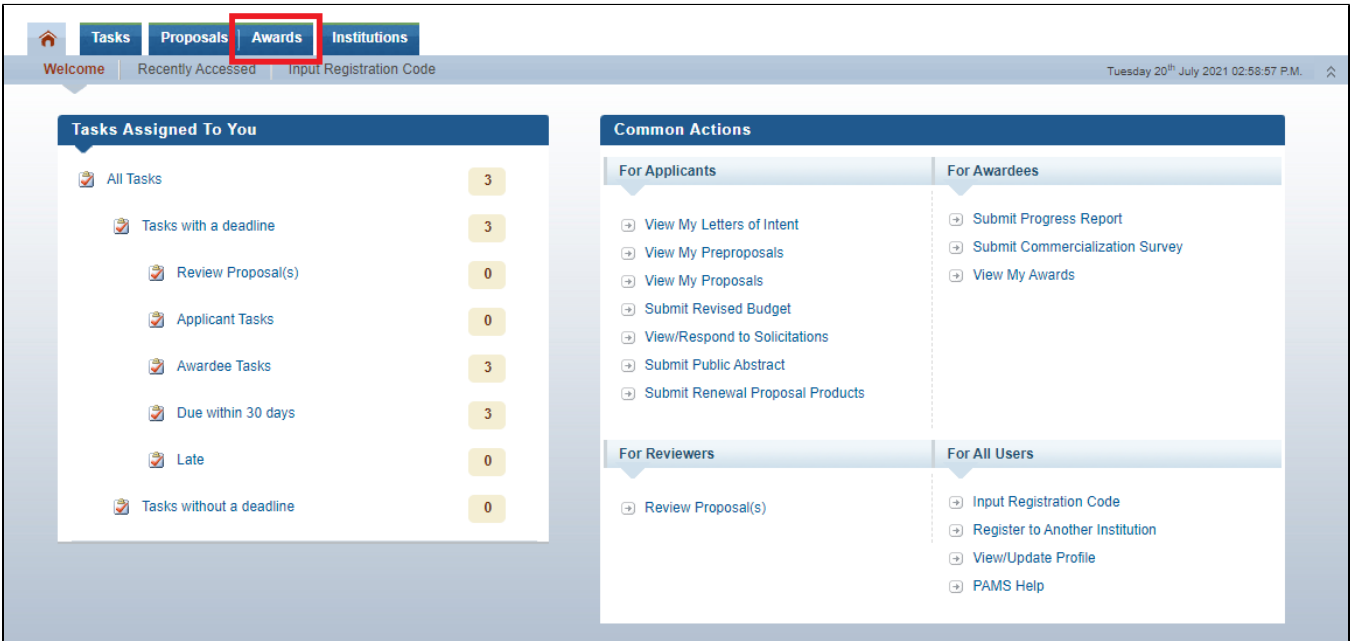 Tasks Proposals Awards Institutions
Welcome Recently Accessed Input Registration Code Tuesday 20th July 2021 02:58:57 P.M.
Tasks Assigned To You
All Tasks 3
Tasks with a deadline 3
Review Proposal(s) 0
Applicant Tasks 0
Awardee Tasks 3
Due within 30 days 3
Late 0
Tasks without a deadline 0
Common Actions
For Applicants
View My Letters of Intent
View My Preproposals
View My Proposals
Submit Revised Budget
View/Respond to Solicitations
Submit Public Abstract
Submit Renewal Proposal Products
For Awardees
Submit Progress Report
Submit Commercialization Survey
View My Awards
For Reviewers
Review Proposal(s)
For All Users
Input Registration Code
Register to Another Institution
View/Update Profile
PAMS Help